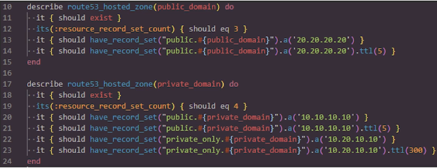 10 describe route53_hosted_zone(public_domain) do
11   it { should exist }
12   its(:resource_record_set_count) { should eq 3 }
13   it { should have_record_set("public.#{public_domain}").a('20.20.20.20') }
14   it { should have_record_set("public.#{public_domain}").a('20.20.20.20').ttl(5) }
15 end
16
17 describe route53_hosted_zone(private_domain) do
18   it { should exist }
19   its(:resource_record_set_count) { should eq 4 }
20   it { should have_record_set("public.#{private_domain}").a('10.10.10.10') }
21   it { should have_record_set("public.#{private_domain}").a('10.10.10.10').ttl(5) }
22   it { should have_record_set("private_only.#{private_domain}").a('10.20.10.10') }
23   it { should have_record_set("private_only.#{private_domain}").a('10.20.10.10').ttl(300) }
24 end